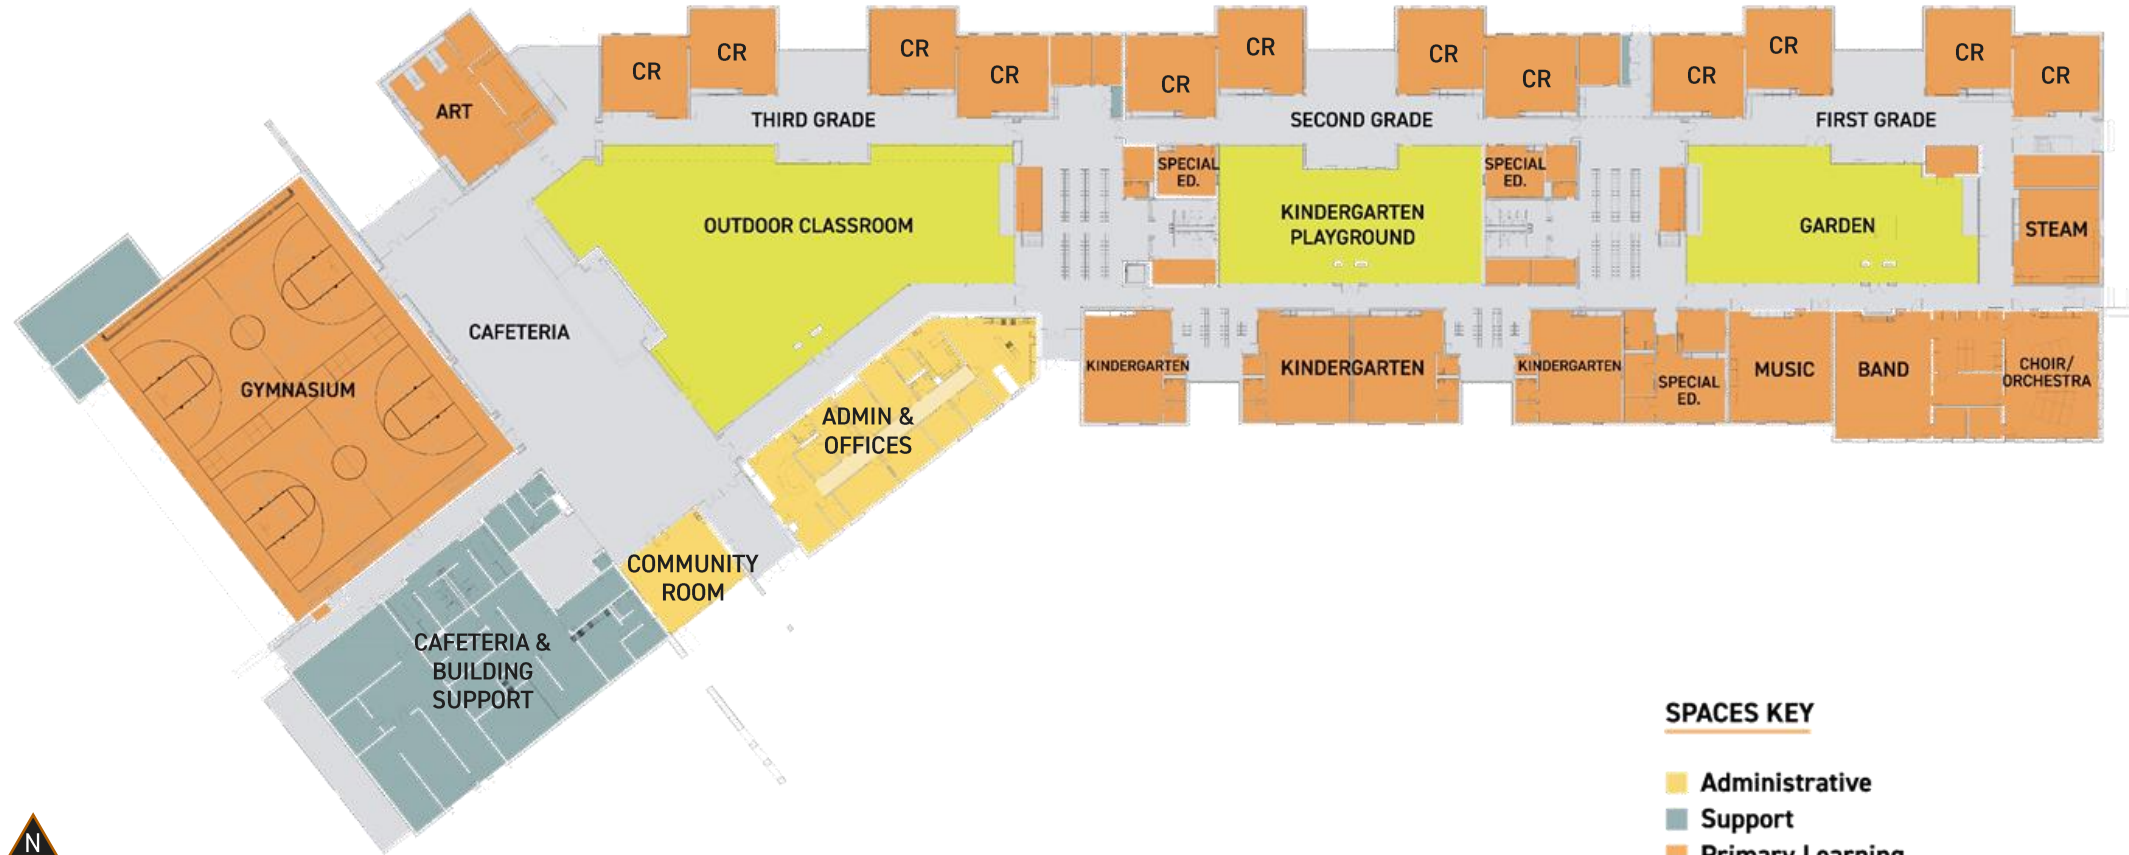 CR
CR
CR
CR
CR
CR
CR
CR
CR
CR
CR
CR
ART
THIRD GRADE
SECOND GRADE
FIRST GRADE
SPECIAL
ED.
SPECIAL
ED.
OUTDOOR CLASSROOM
KINDERGARTEN
PLAYGROUND
GARDEN
STEAM
CAFETERIA
GYMNASIUM
KINDERGARTEN
KINDERGARTEN
KINDERGARTEN
SPECIAL
ED.
MUSIC
BAND
CHOIR/
ORCHESTRA
ADMIN &
OFFICES
COMMUNITY
ROOM
CAFETERIA &
BUILDING
SUPPORT
SPACES KEY
Administrative
Support
Primary Learning
N